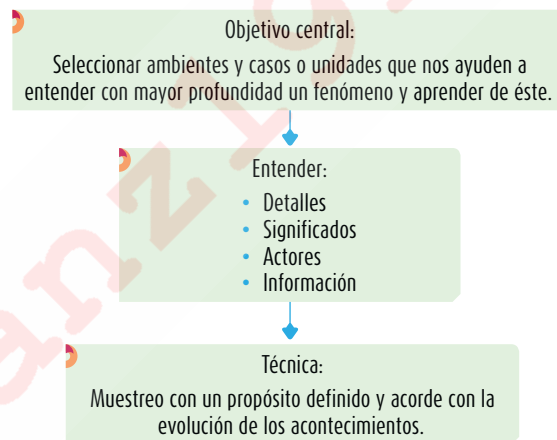 Objetivo central:
Seleccionar ambientes y casos o unidades que nos ayuden a
entender con mayor profundidad un fenómeno y aprender de éste.
Entender:
• Detalles
• Significados
• Actores
• Información
Técnica:
Muestreo con un propósito definido y acorde con la
evolución de los acontecimientos.